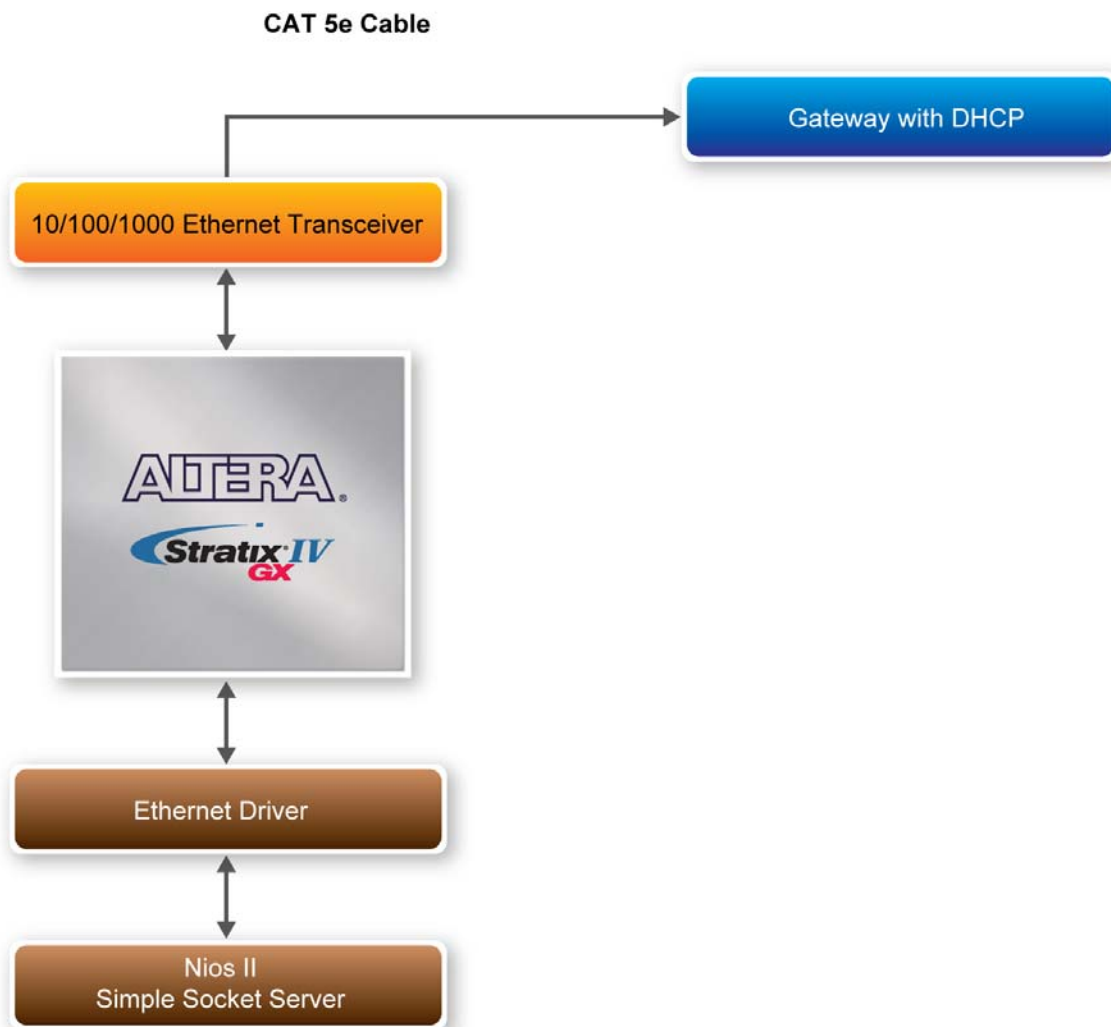 CAT 5e Cable
Gateway with DHCP
10/100/1000 Ethernet Transceiver
ALTERA®
Stratix® IV
GX
Ethernet Driver
Nios II
Simple Socket Server